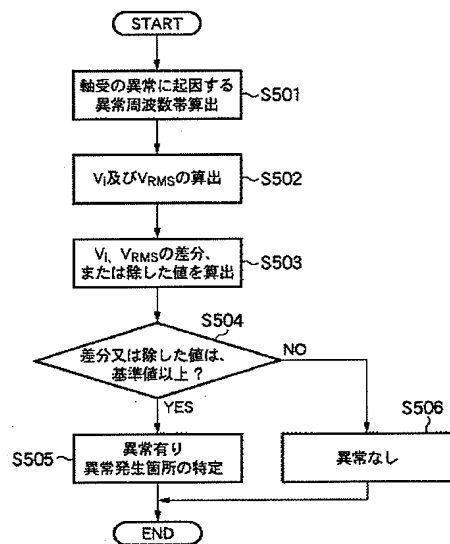 START
軸受の異常に起因する
異常周波数帯算出
S501
Vi及びVRMSの算出
S502
Vi、VRMSの差分、
または除した値を算出
S503
S504
差分又は除した値は、
基準値以上？
NO
YES
S506
S505
異常有り
異常発生箇所の特定
異常なし
END